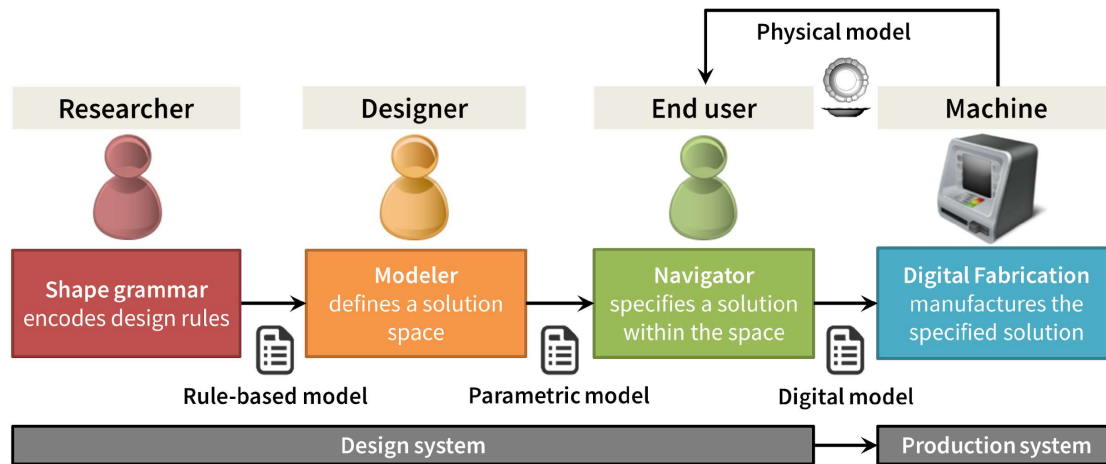 Physical model
Researcher
Designer
End user
Machine
Shape grammar
encodes design rules
Modeler
defines a solution
space
Navigator
specifies a solution
within the space
Digital Fabrication
manufactures the
specified solution
Rule-based model
Parametric model
Digital model
Design system
Production system